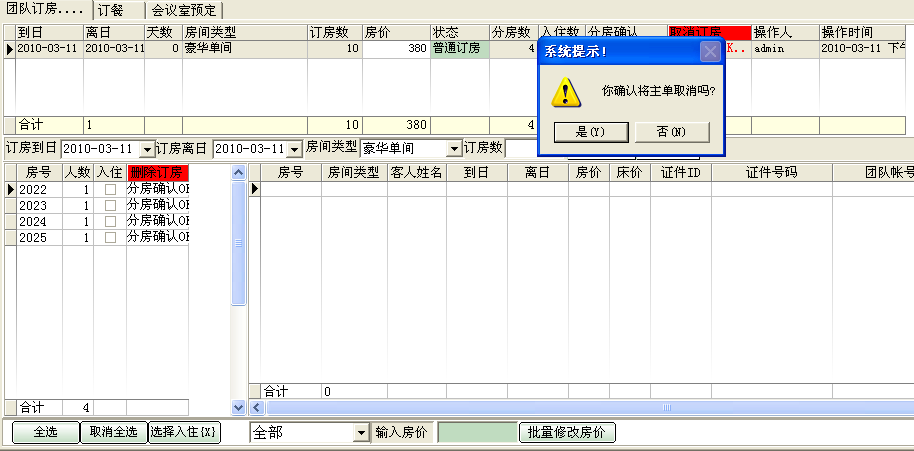 团队订房.... 订餐 会议室预定
到日 离日 天数 房间类型 订房数 房价 状态 分房数 入住数 分房确认 取消订房 操作人 操作时间
2010-03-11 2010-03-11 0 豪华单间 10 380 普通订房 4 K.. admin 2010-03-11 下午
系统提示!
你确认将主单取消吗?
是(Y) 否(N)
合计 1 10 380 4
订房到日 2010-03-11 订房离日 2010-03-11 房间类型 豪华单间 订房数
房号 人数 入住 删除订房
2022 1 分房确认OK
2023 1 分房确认OK
2024 1 分房确认OK
2025 1 分房确认OK
合计 4
房号 房间类型 客人姓名 到日 离日 房价 床价 证件ID 证件号码 团队帐号
合计 0
全选 取消全选 选择入住{X} 全部 输入房价 批量修改房价